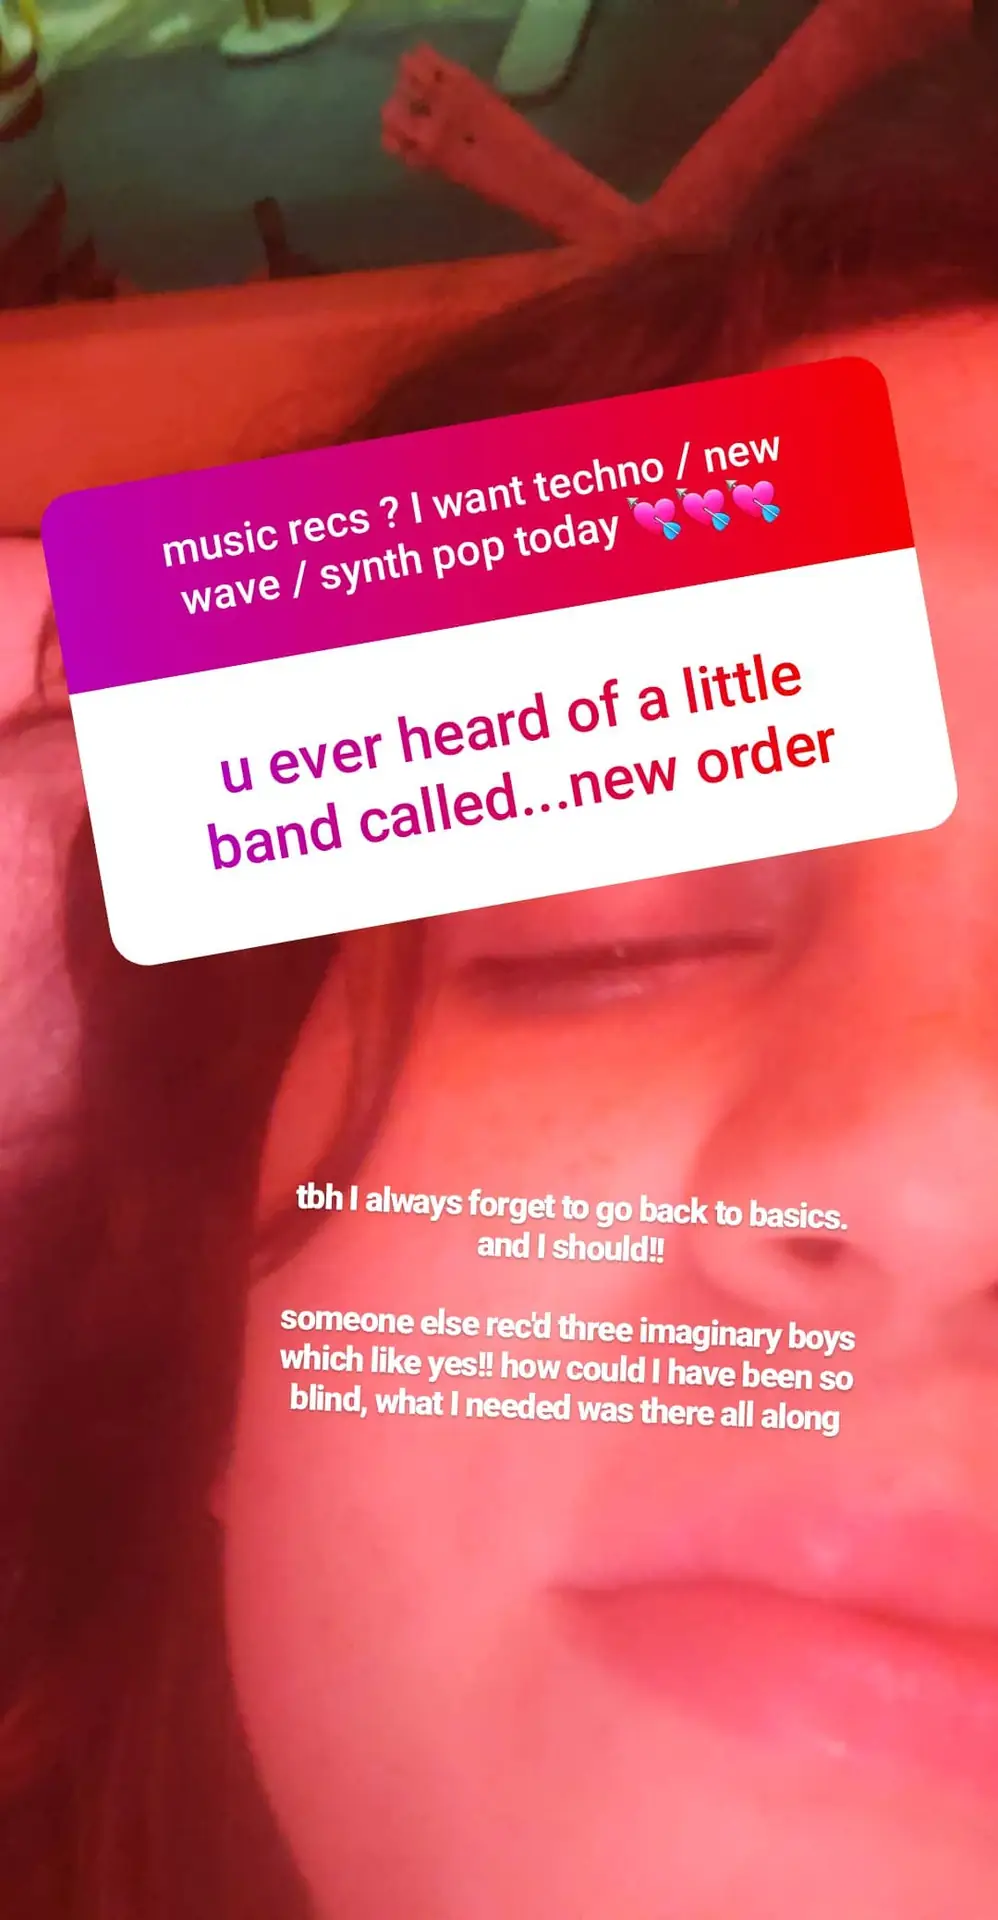 music recs ? I want techno / new
wave / synth pop today 💘💘💘
u ever heard of a little
band called...new order
tbh I always forget to go back to basics.
and I should!!
someone else rec'd three imaginary boys
which like yes!! how could I have been so
blind, what I needed was there all along